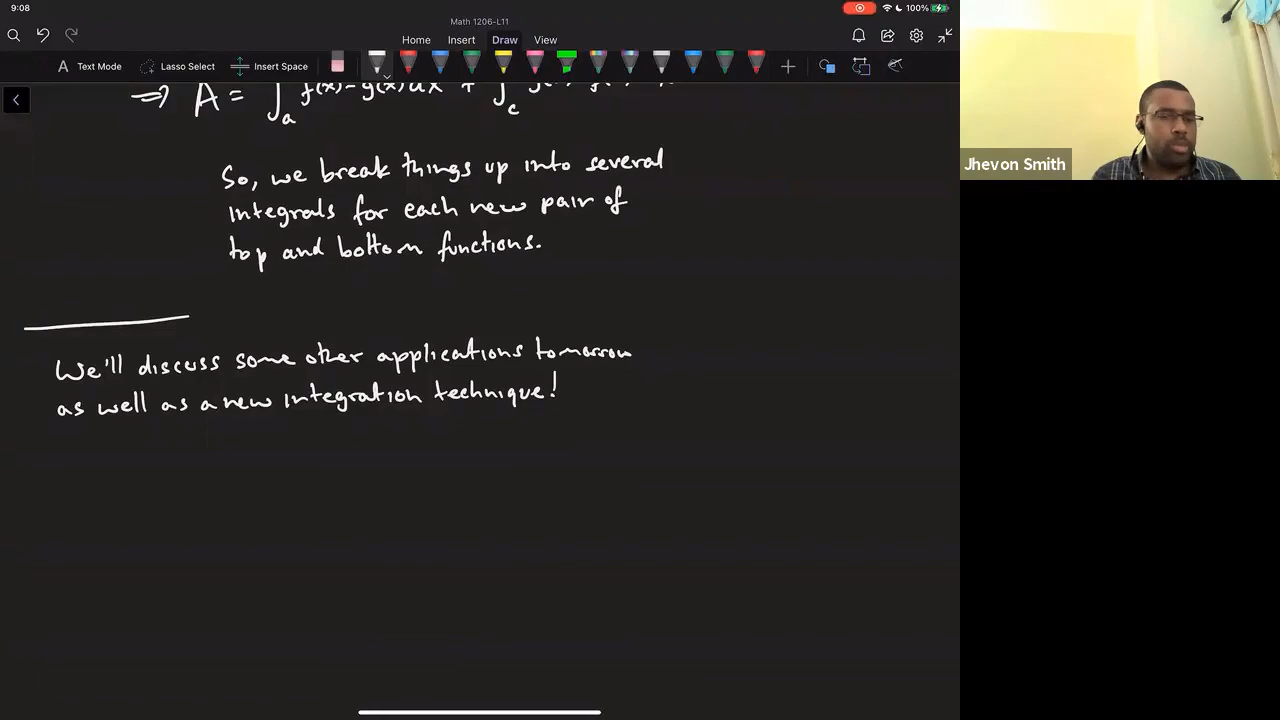 9:08
100%
Math 1206-L11
Home Insert Draw View
Text Mode Lasso Select Insert Space
⇒ A = ∫a f(x) - g(x) dx + ∫c
So, we break things up into several
integrals for each new pair of
top and bottom functions.
We'll discuss some other applications tomorrow
as well as a new integration technique!
Jhevon Smith